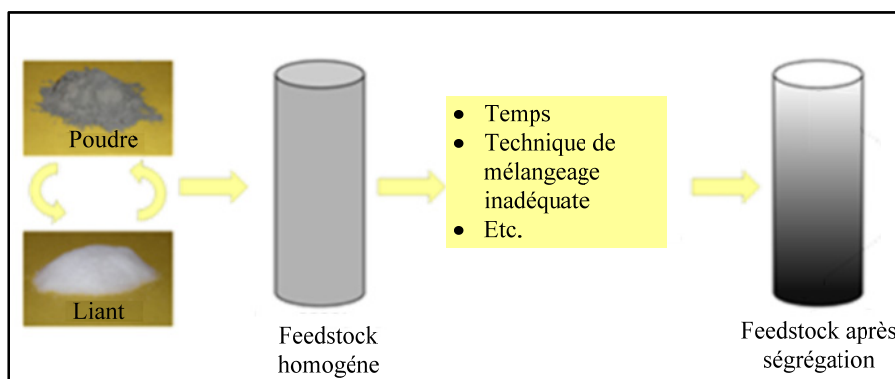 Poudre
Liant
Feedstock
homogéne
• Temps
• Technique de
mélangeage
inadéquate
• Etc.
Feedstock après
ségrégation